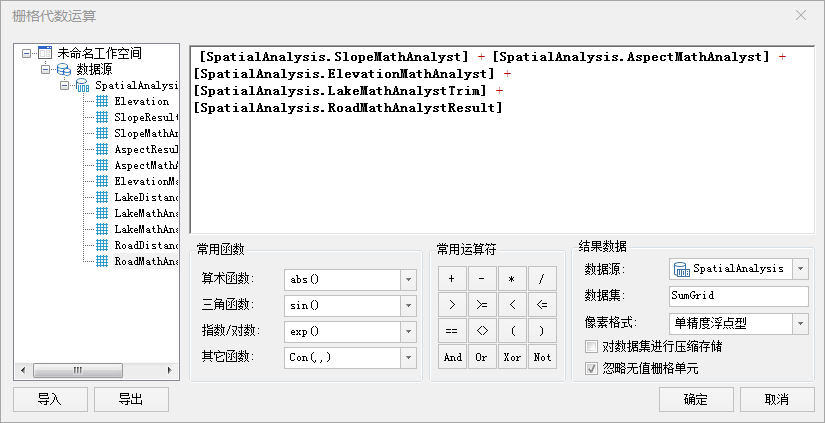 栅格代数运算
未命名工作空间
数据源
SpatialAnalysi
Elevation
SlopeResult
SlopeMathAn
AspectResul
AspectMathA
ElevationMa
LakeDistanc
LakeMathAna
LakeMathAna
RoadDistanc
RoadMathAna
[SpatialAnalysis.SlopeMathAnalyst] + [SpatialAnalysis.AspectMathAnalyst] +
[SpatialAnalysis.ElevationMathAnalyst] +
[SpatialAnalysis.LakeMathAnalystTrim] +
[SpatialAnalysis.RoadMathAnalystResult]
常用函数
算术函数: abs()
三角函数: sin()
指数/对数: exp()
其它函数: Con(,,)
常用运算符
+ - * /
> >= < <=
== <> ( )
And Or Xor Not
结果数据
数据源: SpatialAnalysis
数据集: SumGrid
像素格式: 单精度浮点型
对数据集进行压缩存储
忽略无值栅格单元
导入 导出 确定 取消